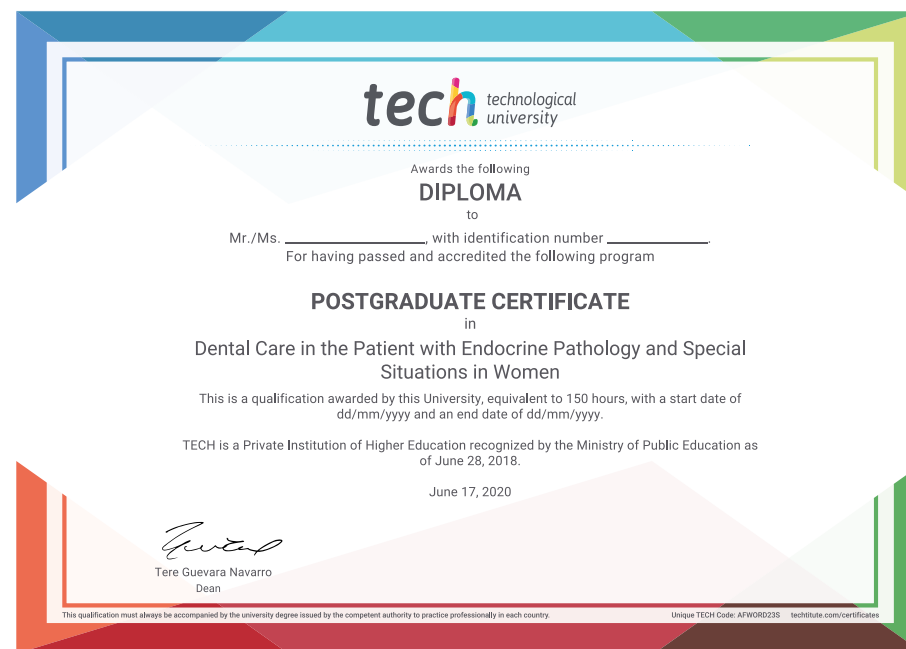 tech technological
university
Awards the following
DIPLOMA
to
Mr./Ms. ____________________, with identification number ______________.
For having passed and accredited the following program
POSTGRADUATE CERTIFICATE
in
Dental Care in the Patient with Endocrine Pathology and Special
Situations in Women
This is a qualification awarded by this University, equivalent to 150 hours, with a start date of
dd/mm/yyyy and an end date of dd/mm/yyyy.
TECH is a Private Institution of Higher Education recognized by the Ministry of Public Education as
of June 28, 2018.
June 17, 2020
Tere Guevara Navarro
Dean
This qualification must always be accompanied by the university degree issued by the competent authority to practice professionally in each country. Unique TECH Code: AFWORD23S techtitute.com/certificates